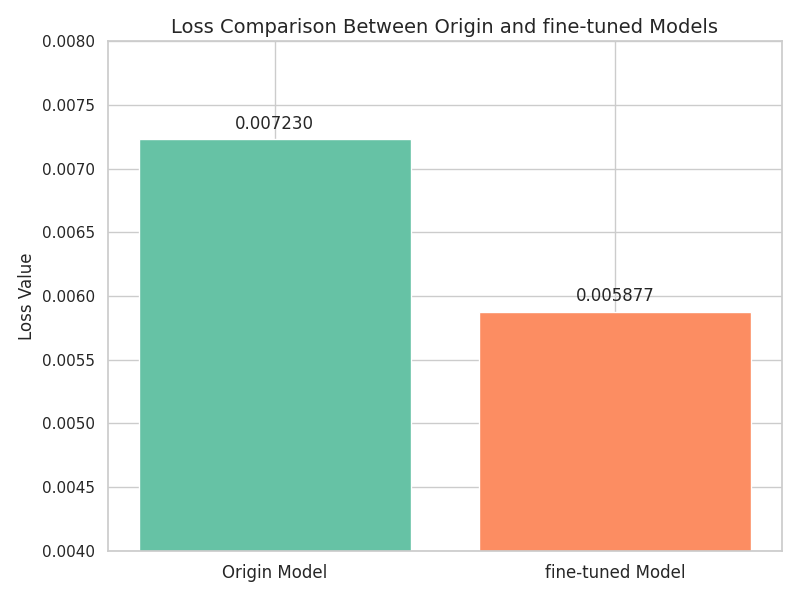 Loss Comparison Between Origin and fine-tuned Models
Loss Value
0.0080
0.0075
0.0070
0.0065
0.0060
0.0055
0.0050
0.0045
0.0040
0.007230
0.005877
Origin Model
fine-tuned Model